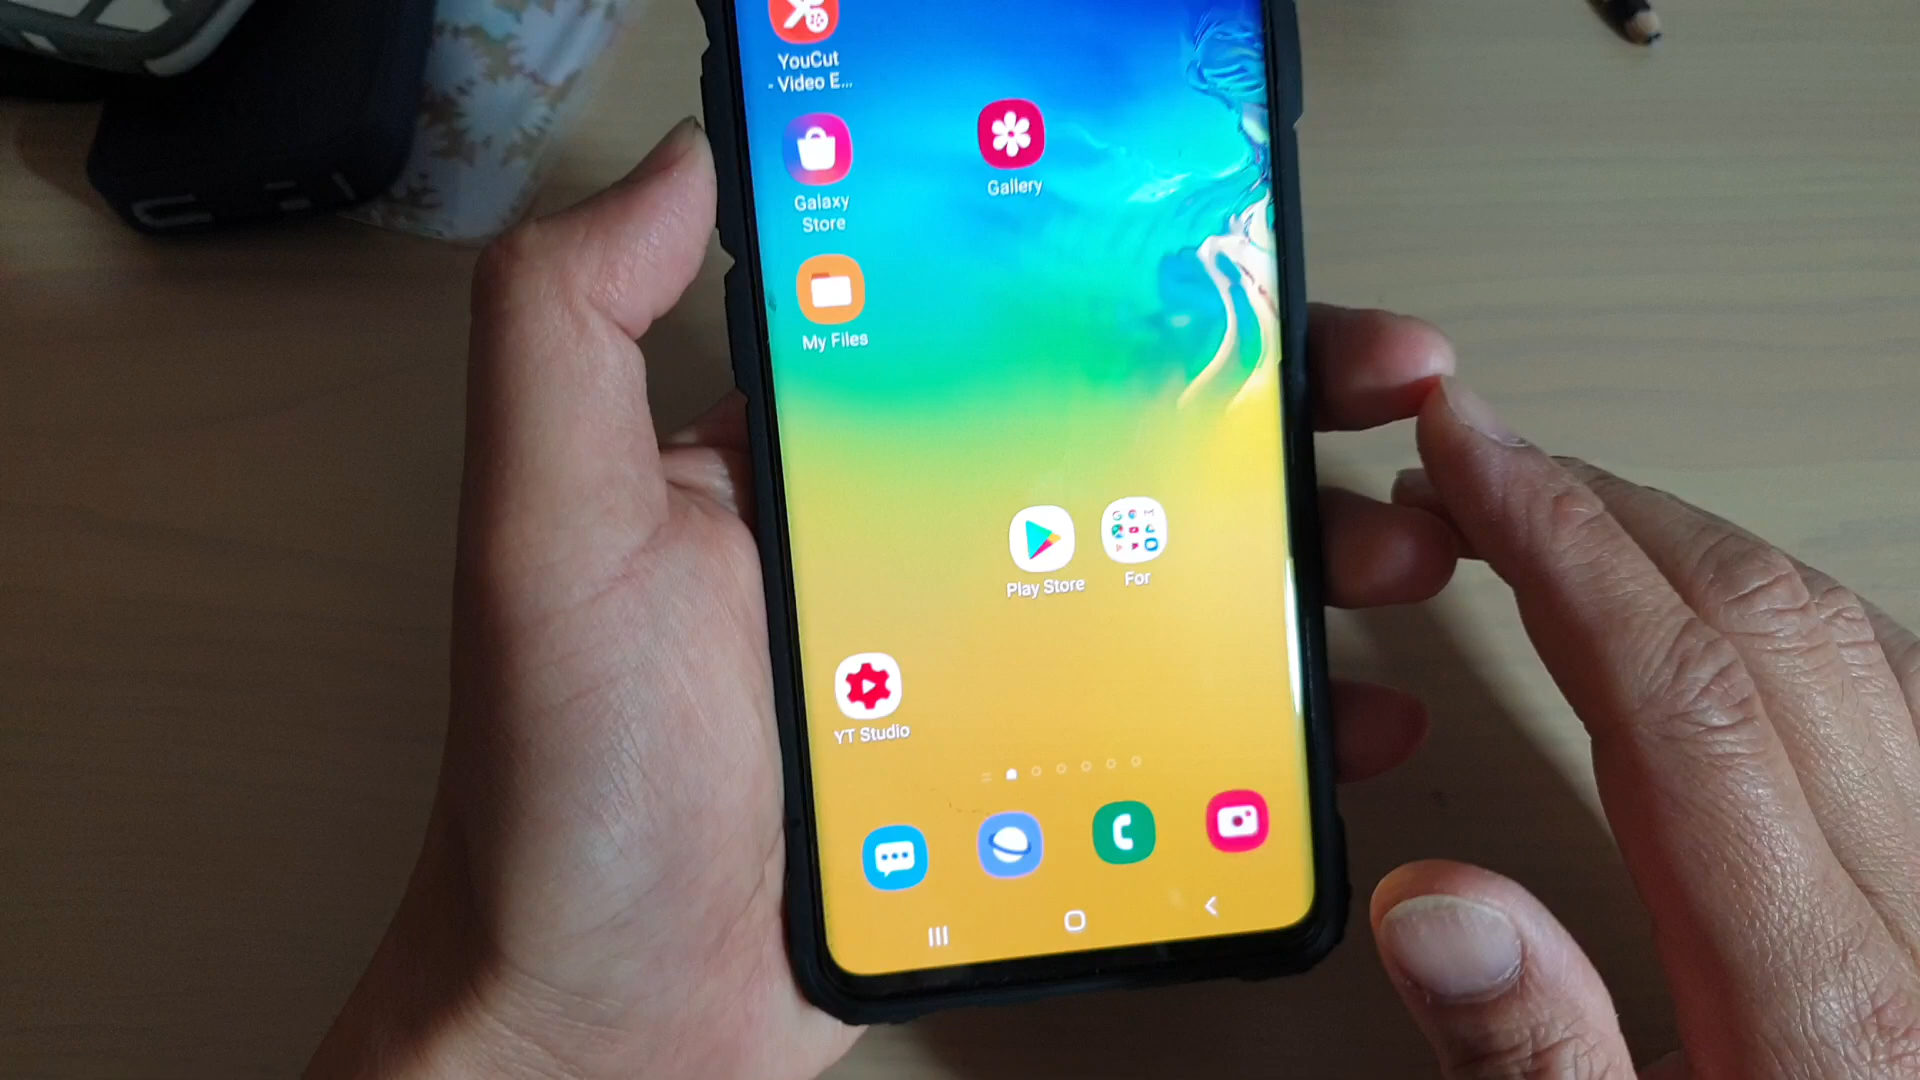 YouCut
- Video E...
Gallery
Galaxy
Store
My Files
Play Store
For
YT Studio